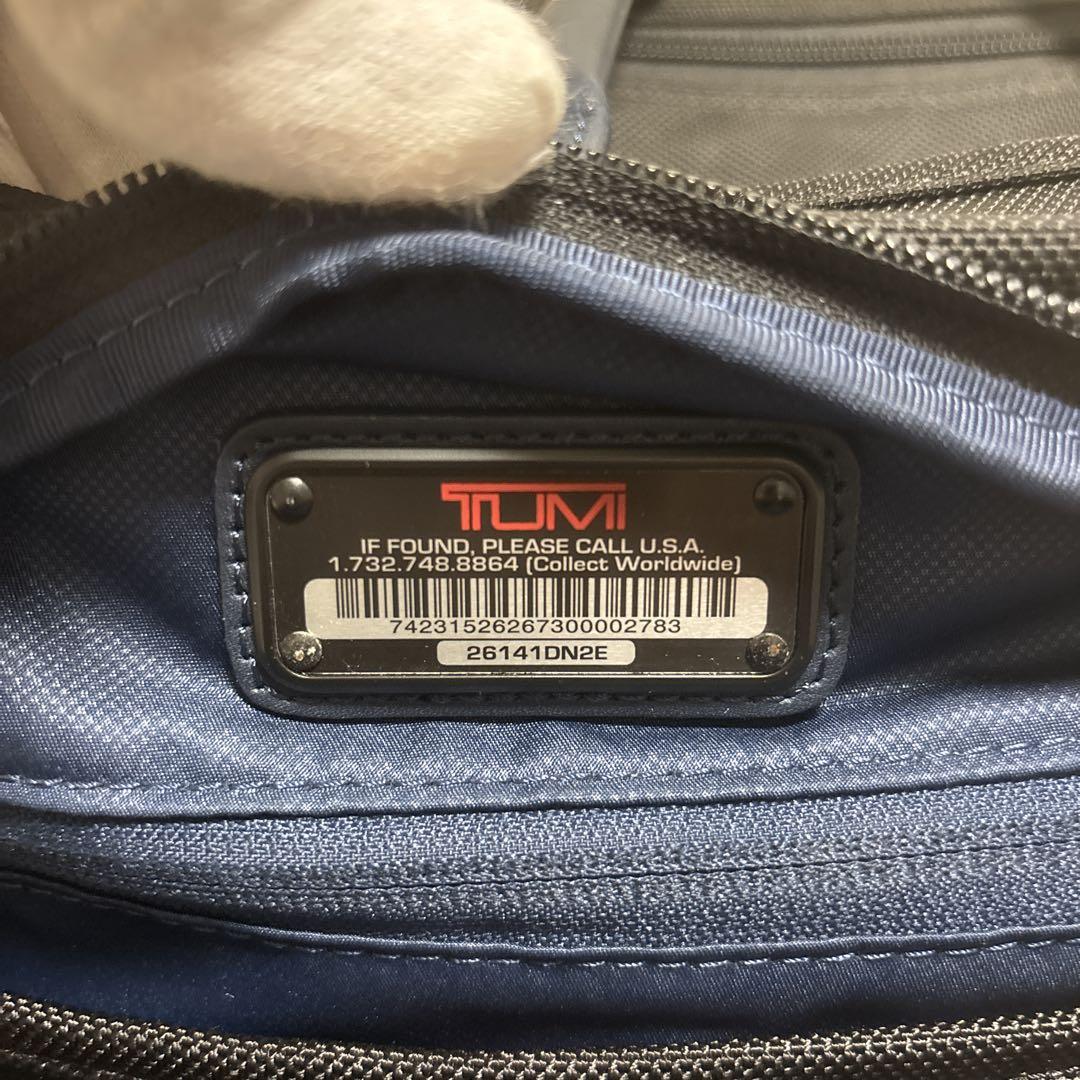 TUMI
IF FOUND, PLEASE CALL U.S.A.
1.732.748.8864 (Collect Worldwide)
74231526267300002783
26141DN2E